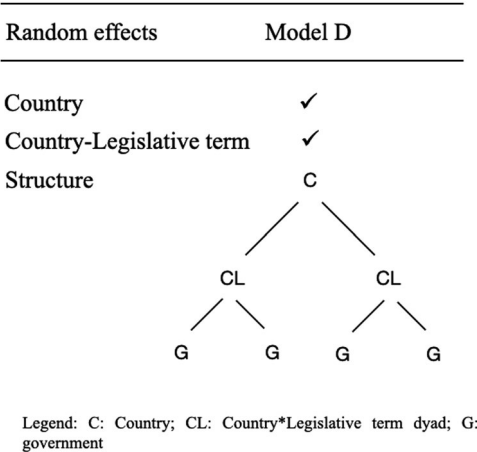 Random effects Model D
Country ✓
Country-Legislative term ✓
Structure C
CL CL
G G G G
Legend: C: Country; CL: Country*Legislative term dyad; G:
government